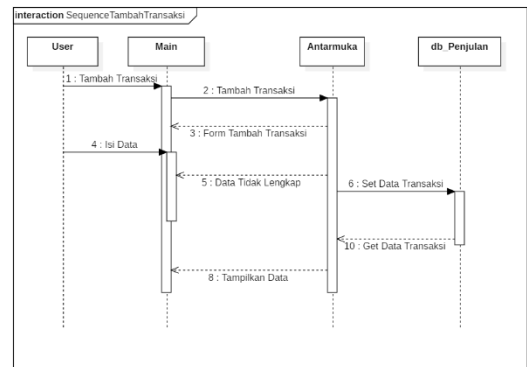 interaction SequenceTambahTransaksi
User
Main
Antarmuka
db_Penjulan
1 : Tambah Transaksi
2 : Tambah Transaksi
3 : Form Tambah Transaksi
4 : Isi Data
5 : Data Tidak Lengkap
6 : Set Data Transaksi
10 : Get Data Transaksi
8 : Tampilkan Data